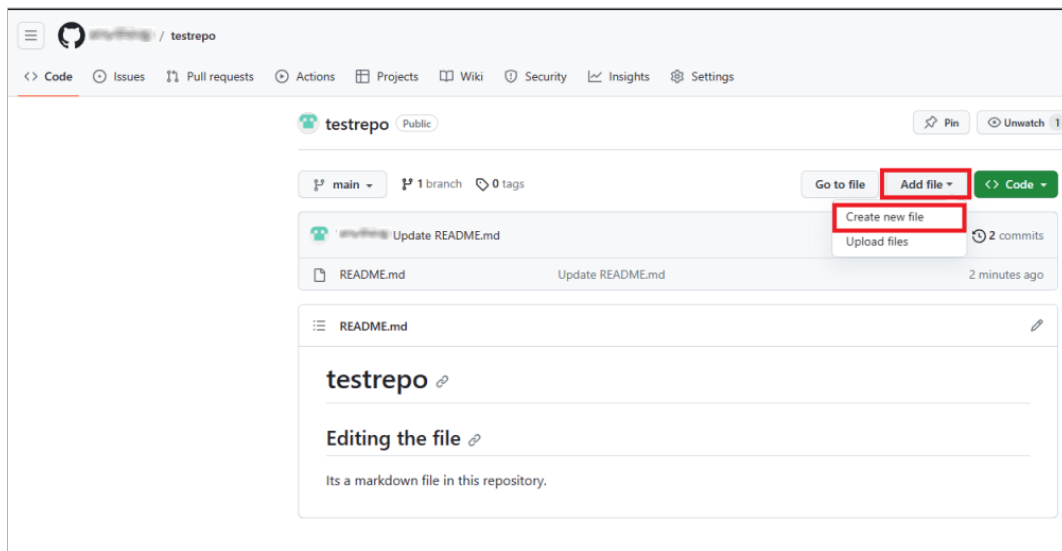 / testrepo
Code Issues Pull requests Actions Projects Wiki Security Insights Settings
testrepo Public Pin Unwatch 1
main 1 branch 0 tags Go to file Add file Code
Create new file
Upload files
Update README.md 2 commits
README.md Update README.md 2 minutes ago
README.md
testrepo
Editing the file
Its a markdown file in this repository.